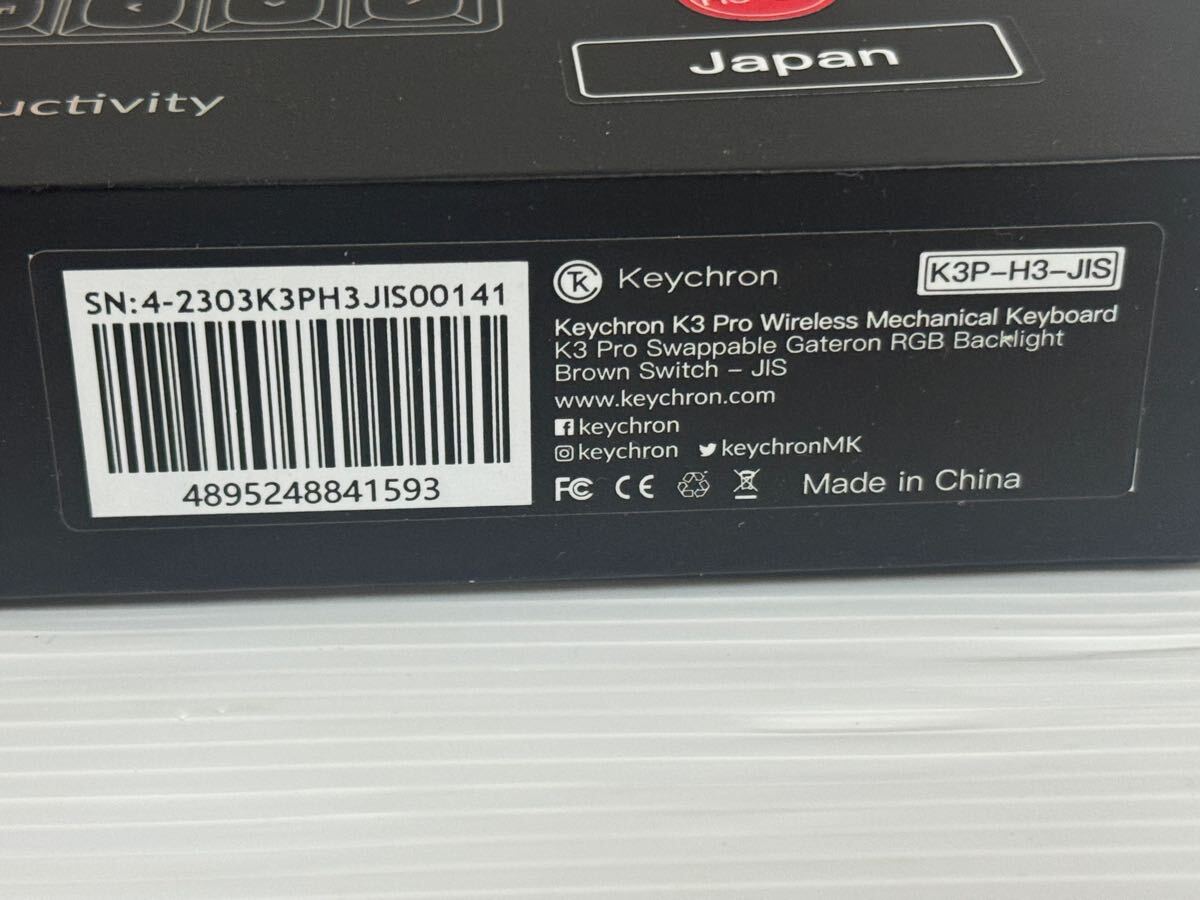 Japan
SN:4-2303K3PH3JIS00141
4895248841593
Keychron
K3P-H3-JIS
Keychron K3 Pro Wireless Mechanical Keyboard
K3 Pro Swappable Gateron RGB Backlight
Brown Switch – JIS
www.keychron.com
keychron
keychron keychronMK
FC CE Made in China